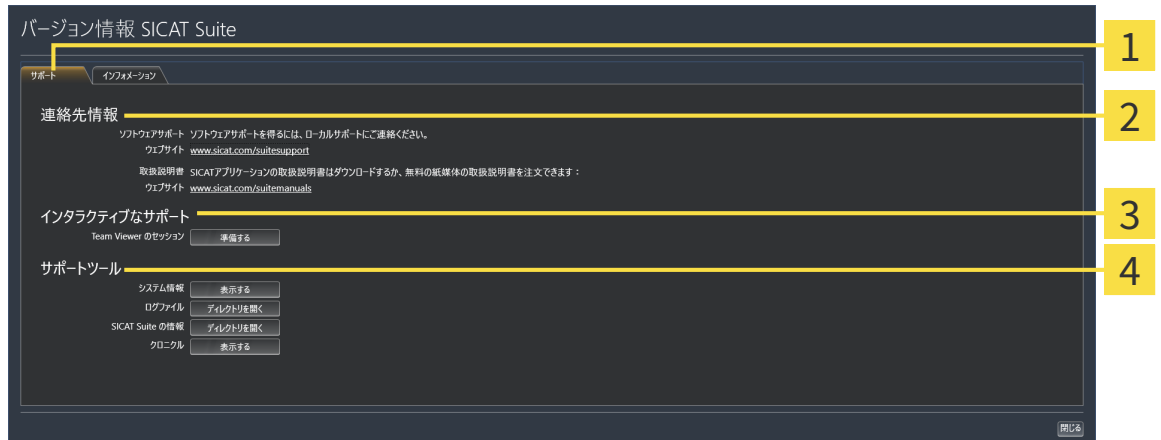 バージョン情報 SICAT Suite
1
サポート
インフォメーション
連絡先情報
2
ソフトウェアサポート ソフトウェアサポートを得るには、ローカルサポートにご連絡ください。
ウェブサイト www.sicat.com/suitesupport
取扱説明書 SICATアプリケーションの取扱説明書はダウンロードするか、無料の紙媒体の取扱説明書を注文できます：
ウェブサイト www.sicat.com/suitemanuals
インタラクティブなサポート
3
Team Viewer のセッション 準備する
サポートツール
4
システム情報 表示する
ログファイル ディレクトリを開く
SICAT Suite の情報 ディレクトリを開く
クロニクル 表示する
閉じる